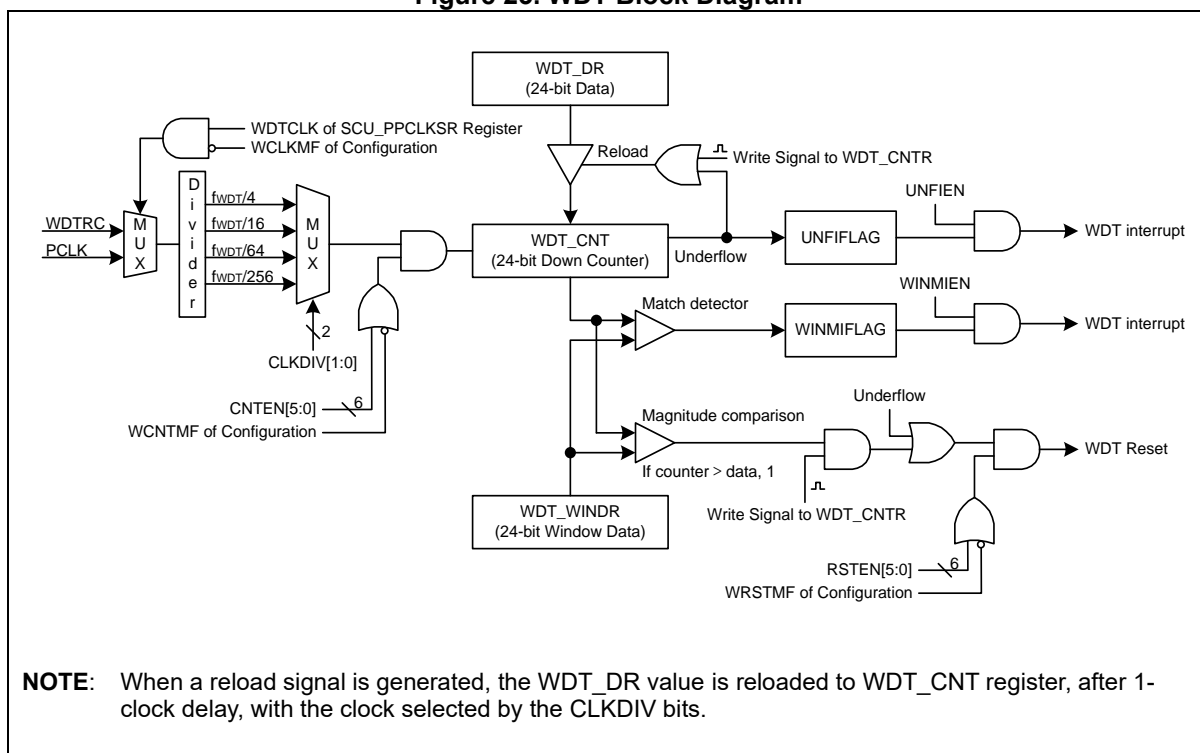 Figure 23. WDT Block Diagram
WDT_DR
(24-bit Data)
WDTCLK of SCU_PPCLKSR Register
WCLKMF of Configuration
Reload
Write Signal to WDT_CNTR
Divider
fWDT/4
fWDT/16
fWDT/64
fWDT/256
WDTRC
PCLK
MUX
MUX
WDT_CNT
(24-bit Down Counter)
Underflow
UNFIEN
UNFIFLAG
WDT interrupt
2
CLKDIV[1:0]
Match detector
WINMIEN
WINMIFLAG
WDT interrupt
CNTEN[5:0]
6
WCNTMF of Configuration
Underflow
Magnitude comparison
If counter > data, 1
WDT Reset
WDT_WINDR
(24-bit Window Data)
Write Signal to WDT_CNTR
RSTEN[5:0]
6
WRSTMF of Configuration
NOTE: When a reload signal is generated, the WDT_DR value is reloaded to WDT_CNT register, after 1-
clock delay, with the clock selected by the CLKDIV bits.